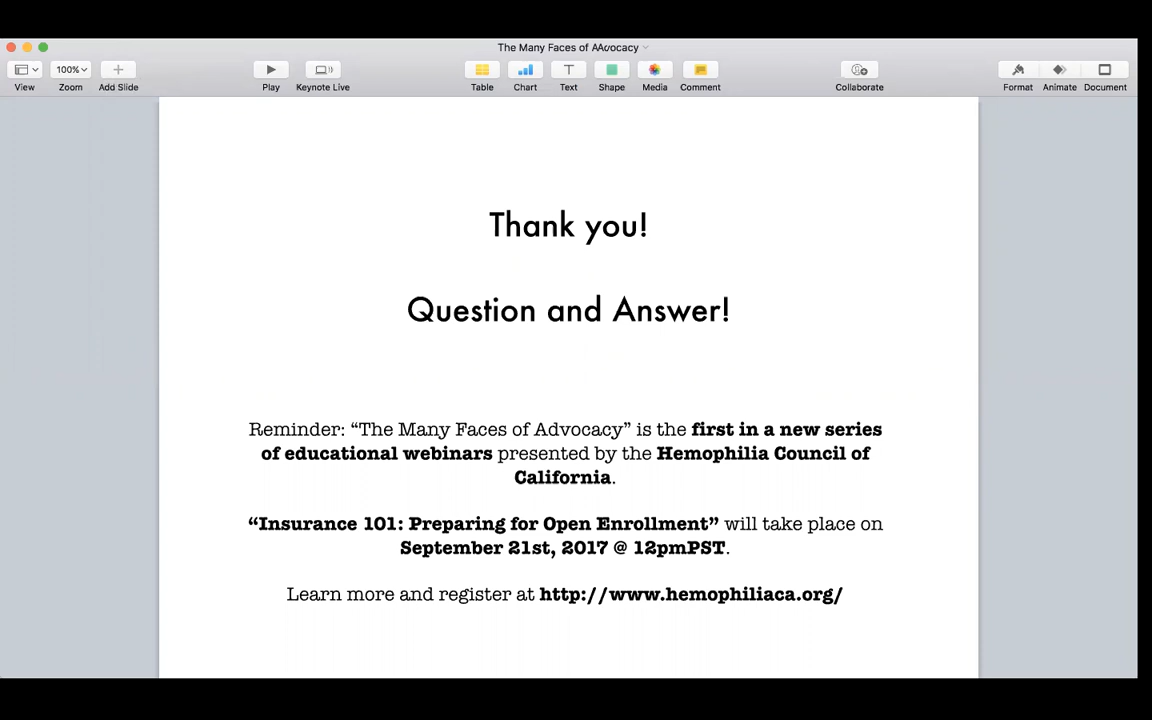 The Many Faces of AAvocacy
100%
View
Zoom
Add Slide
Play
Keynote Live
Table
Chart
Text
Shape
Media
Comment
Collaborate
Format
Animate
Document
Thank you!
Question and Answer!
Reminder: “The Many Faces of Advocacy” is the first in a new series
of educational webinars presented by the Hemophilia Council of
California.
“Insurance 101: Preparing for Open Enrollment” will take place on
September 21st, 2017 @ 12pmPST.
Learn more and register at http://www.hemophiliaca.org/